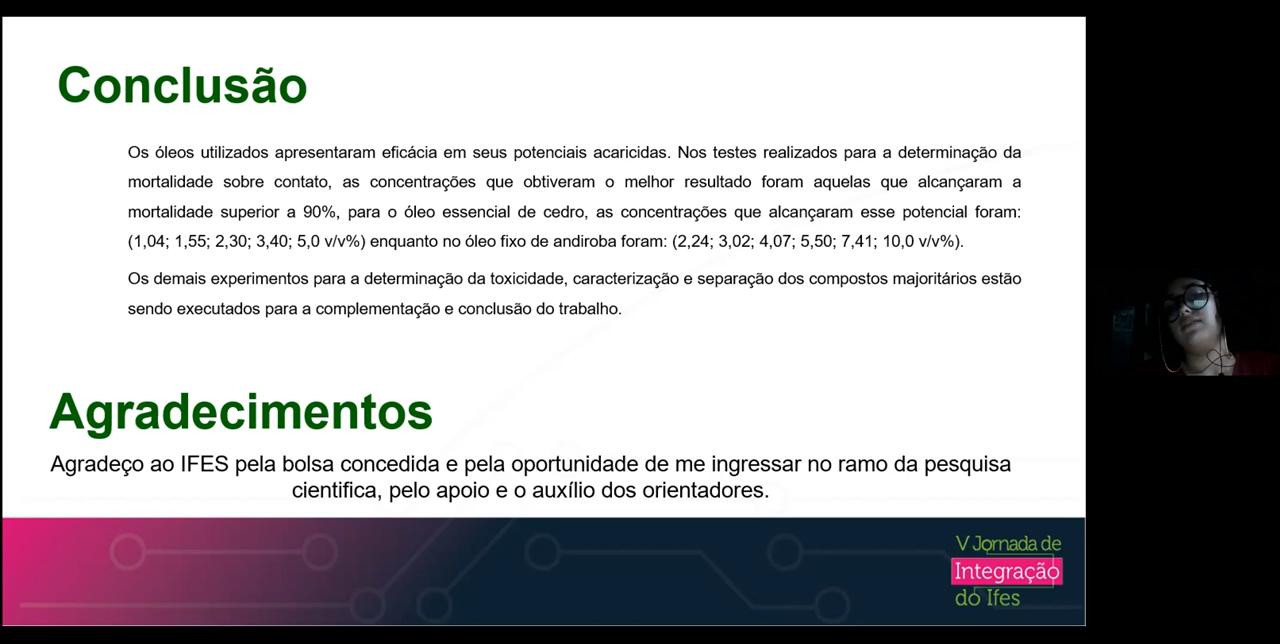 Conclusão
Os óleos utilizados apresentaram eficácia em seus potenciais acaricidas. Nos testes realizados para a determinação da
mortalidade sobre contato, as concentrações que obtiveram o melhor resultado foram aquelas que alcançaram a
mortalidade superior a 90%, para o óleo essencial de cedro, as concentrações que alcançaram esse potencial foram:
(1,04; 1,55; 2,30; 3,40; 5,0 v/v%) enquanto no óleo fixo de andiroba foram: (2,24; 3,02; 4,07; 5,50; 7,41; 10,0 v/v%).
Os demais experimentos para a determinação da toxicidade, caracterização e separação dos compostos majoritários estão
sendo executados para a complementação e conclusão do trabalho.
Agradecimentos
Agradeço ao IFES pela bolsa concedida e pela oportunidade de me ingressar no ramo da pesquisa
cientifica, pelo apoio e o auxílio dos orientadores.
V Jornada de
Integração
do Ifes